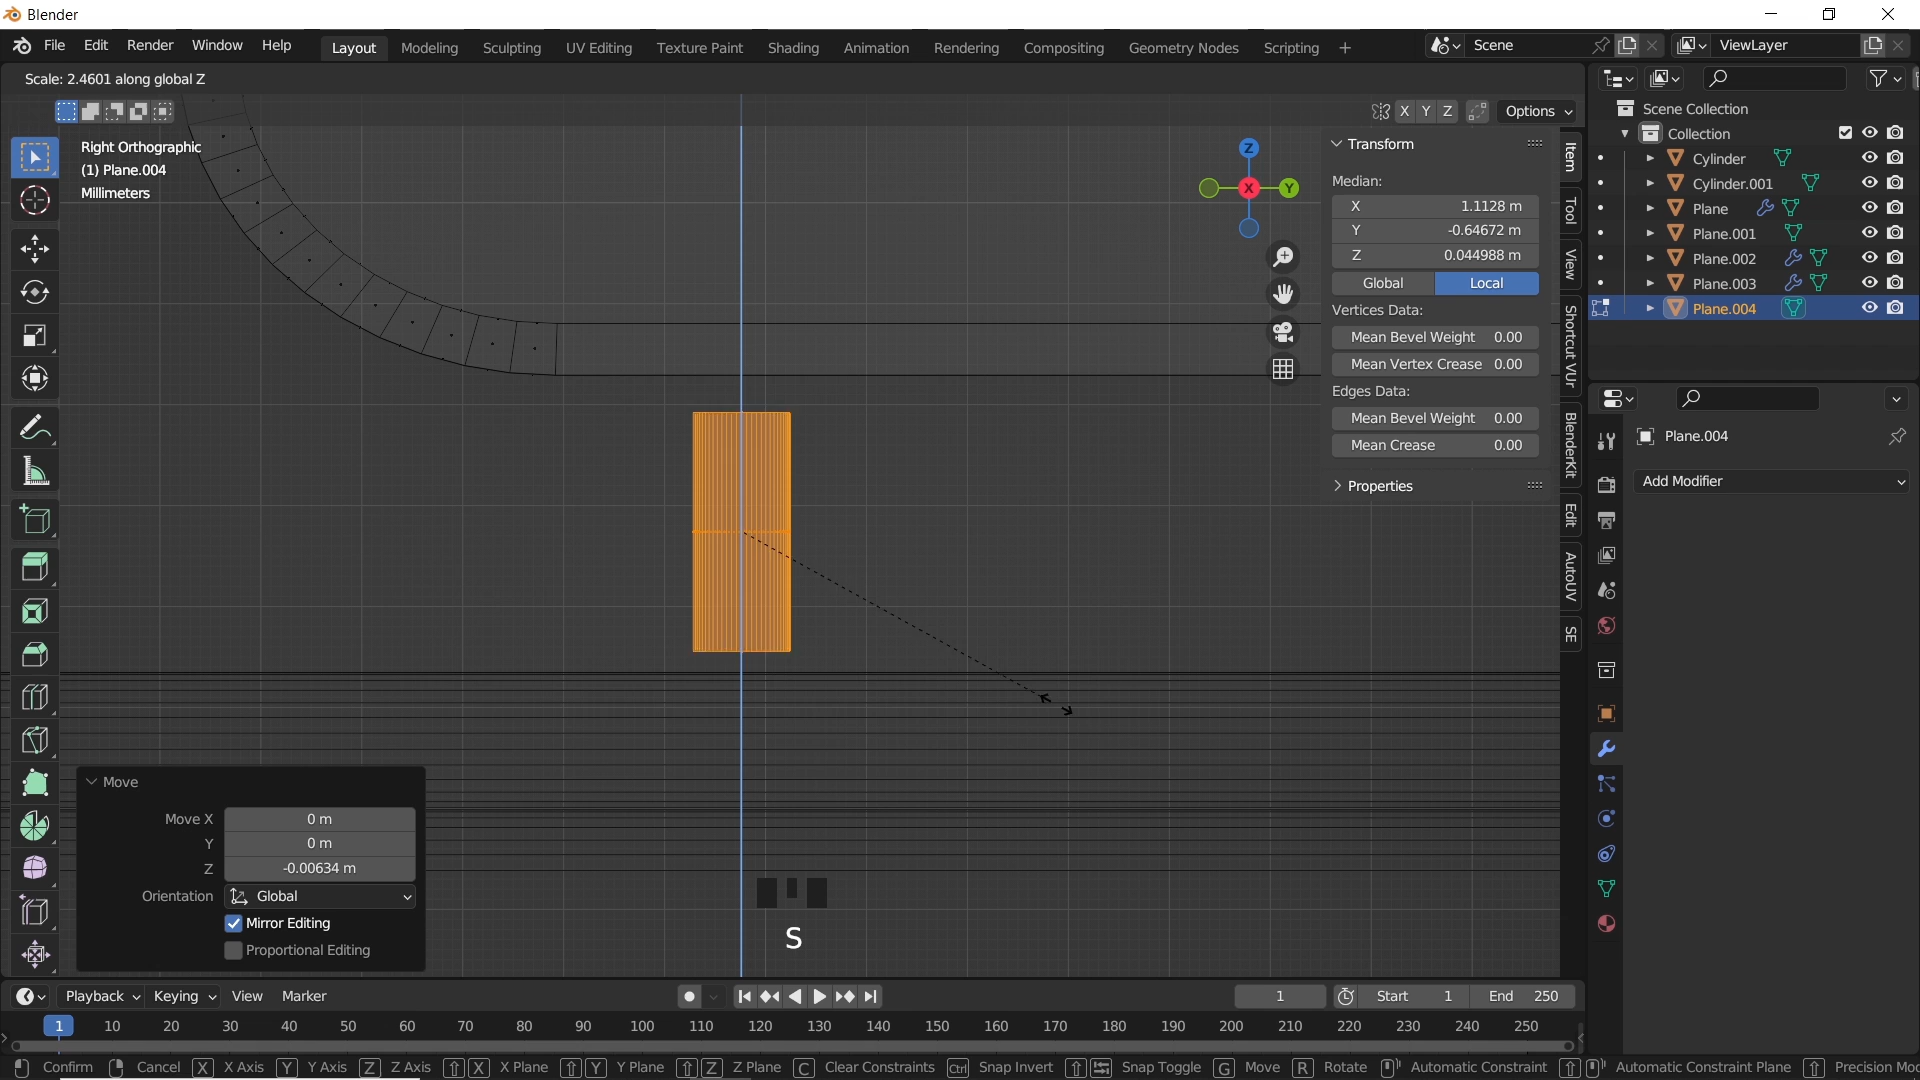 Blender
File Edit Render Window Help Layout Modeling Sculpting UV Editing Texture Paint Shading Animation Rendering Compositing Geometry Nodes Scripting + Scene ViewLayer
Scale: 2.4601 along global Z
X Y Z Options
Right Orthographic
(1) Plane.004
Millimeters
Z
X
Y
Transform
Median:
X 1.1128 m
Y -0.64672 m
Z 0.044988 m
Global Local
Vertices Data:
Mean Bevel Weight 0.00
Mean Vertex Crease 0.00
Edges Data:
Mean Bevel Weight 0.00
Mean Crease 0.00
Properties
Item
Tool
View
Shortcut VUr
BlenderKit
Edit
AutoUV
SE
Scene Collection
Collection
Cylinder
Cylinder.001
Plane
Plane.001
Plane.002
Plane.003
Plane.004
Plane.004
Add Modifier
Move
Move X 0 m
Y 0 m
Z -0.00634 m
Orientation Global
Mirror Editing
Proportional Editing
S
Playback Keying View Marker 1 Start 1 End 250
1 10 20 30 40 50 60 70 80 90 100 110 120 130 140 150 160 170 180 190 200 210 220 230 240 250
Confirm Cancel X X Axis Y Y Axis Z Z Axis X X Plane Y Y Plane Z Z Plane C Clear Constraints Ctrl Snap Invert Snap Toggle G Move R Rotate Automatic Constraint Automatic Constraint Plane Precision Mod